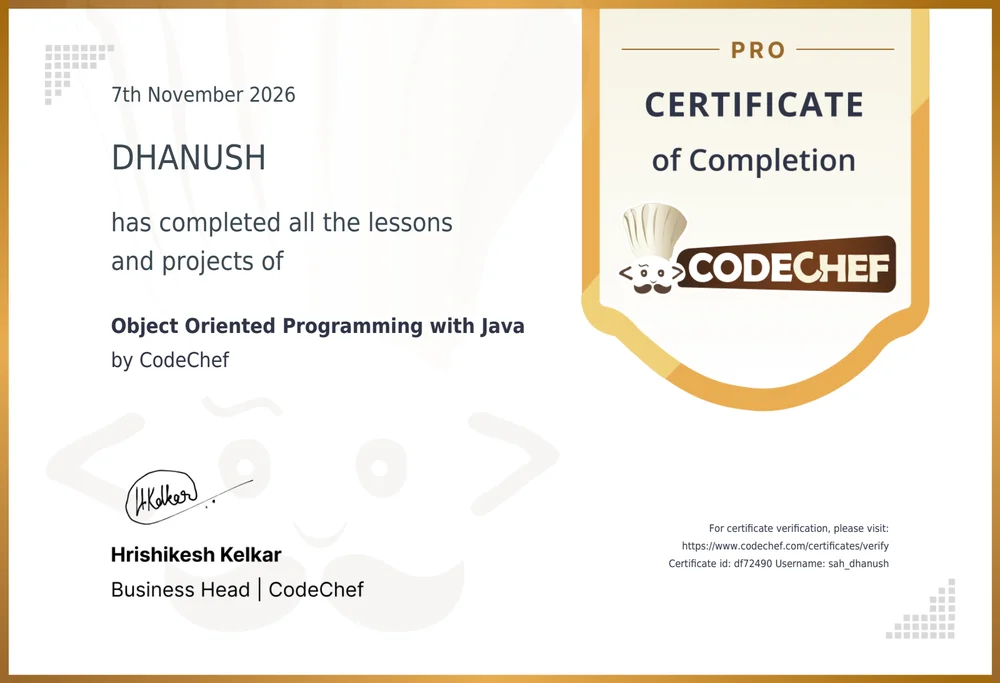 7th November 2026
DHANUSH
has completed all the lessons
and projects of
Object Oriented Programming with Java
by CodeChef
H.Kelkar
Hrishikesh Kelkar
Business Head | CodeChef
PRO
CERTIFICATE
of Completion
CODECHEF
For certificate verification, please visit:
https://www.codechef.com/certificates/verify
Certificate id: df72490 Username: sah_dhanush